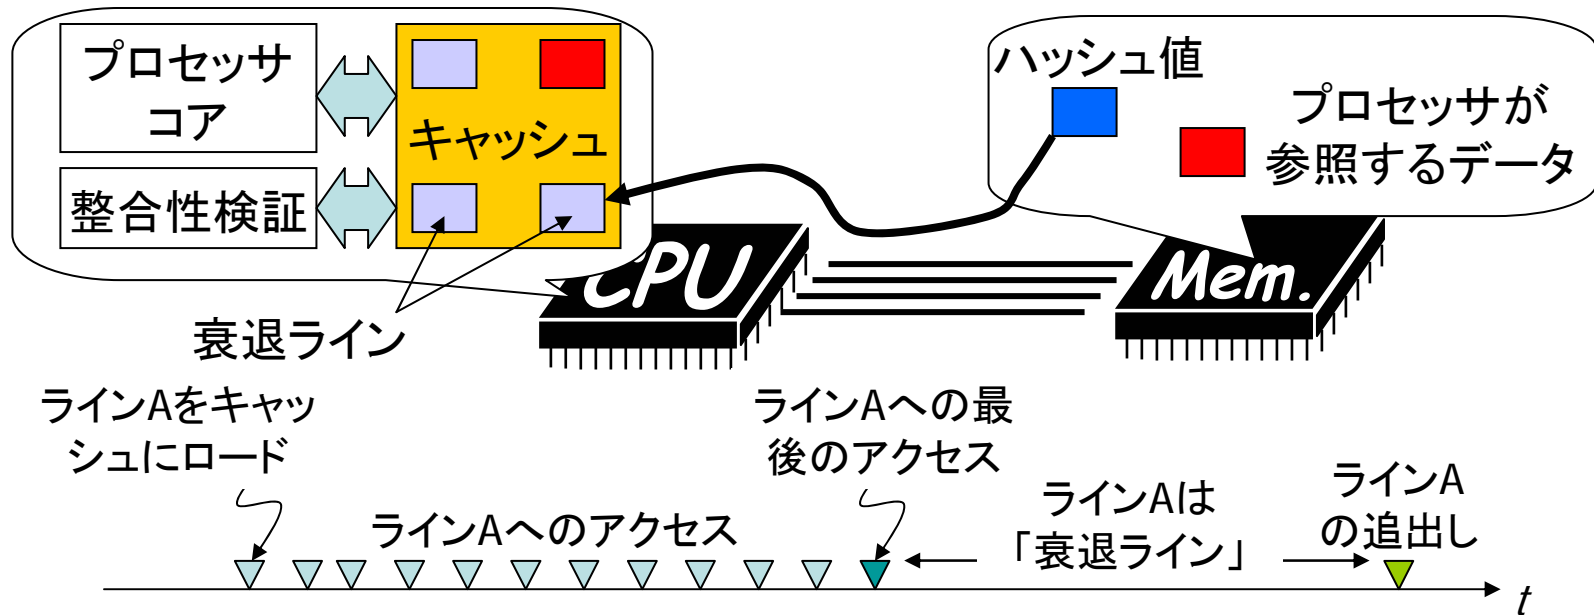 プロセッサ
コア
整合性検証
キャッシュ
衰退ライン
CPU
ハッシュ値
プロセッサが
参照するデータ
Mem.
ラインAをキャッ
シュにロード
ラインAへのアクセス
ラインAへの最
後のアクセス
ラインAは
「衰退ライン」
ラインA
の追出し
t